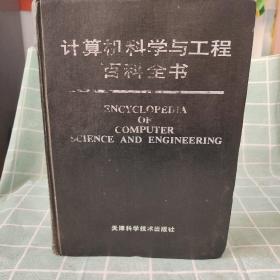 计算机科学与工程
百科全书
ENCYCLOPEDIA
OF
COMPUTER
SCIENCE AND ENGINEERING
天津科学技术出版社